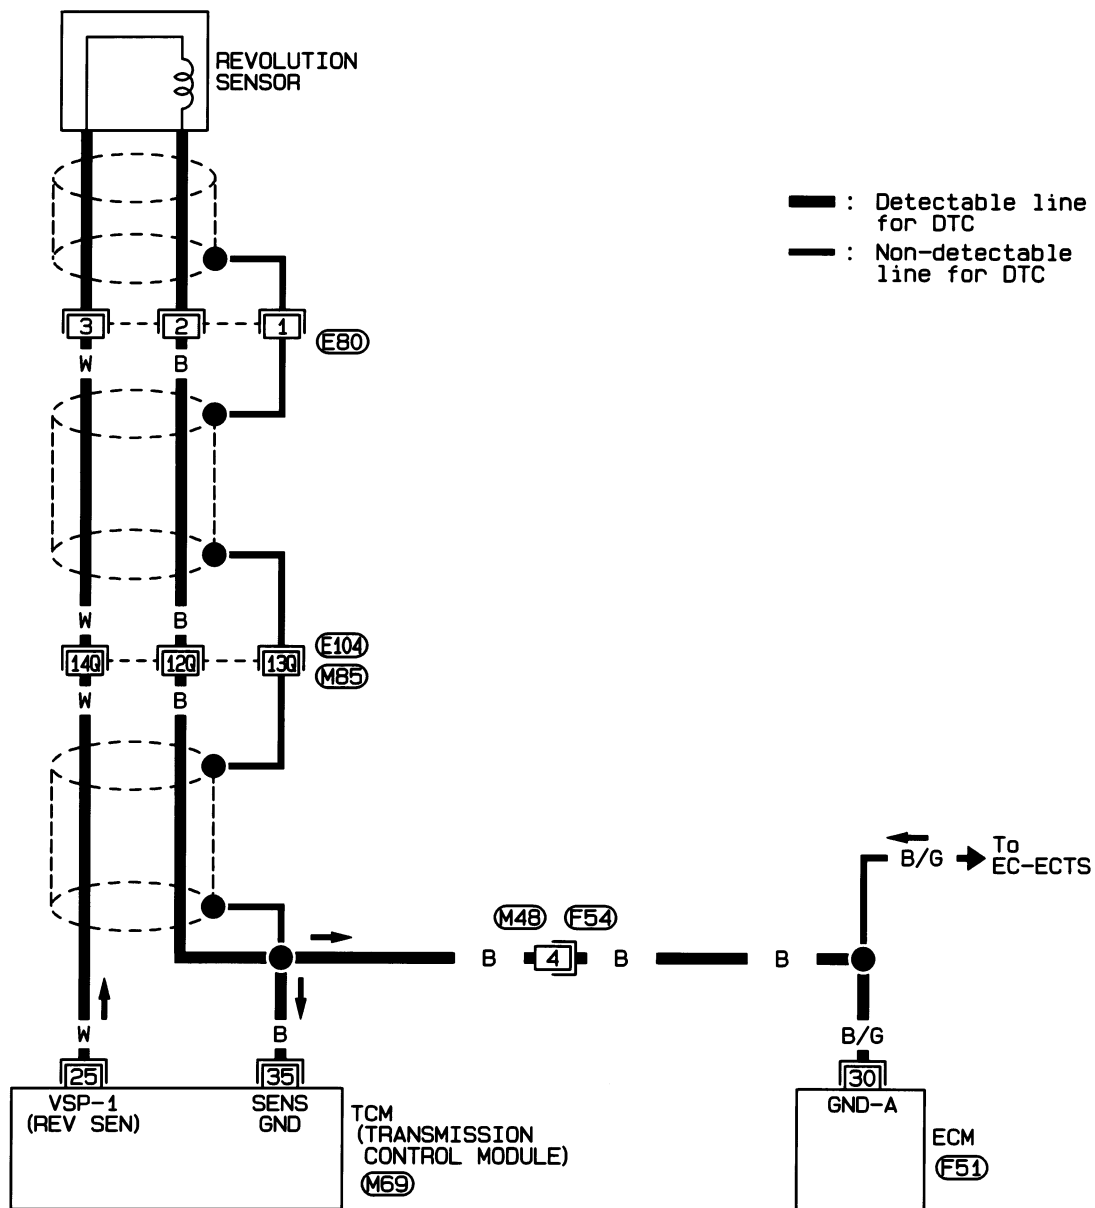 REVOLUTION
SENSOR
: Detectable line
for DTC
: Non-detectable
line for DTC
3
2
1
E80
W
B
W
B
14Q
12Q
13Q
E104
M85
W
B
To
EC-ECTS
B/G
M48
F54
B
4
B
B
W
B
B/G
25
35
30
VSP-1
(REV SEN)
SENS
GND
TCM
(TRANSMISSION
CONTROL MODULE)
M69
GND-A
ECM
F51